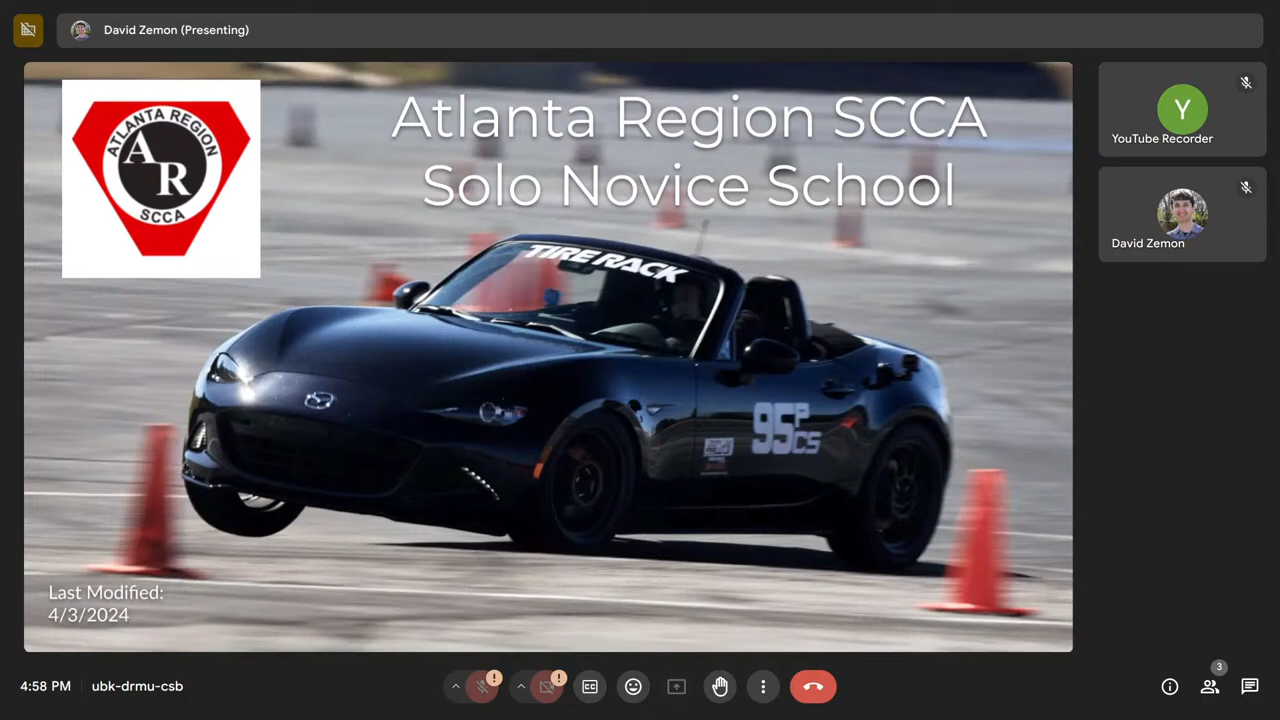 David Zemon (Presenting)
ATLANTA REGION
AR
SCCA
Atlanta Region SCCA
Solo Novice School
TIRE RACK
95 P
CS
Last Modified:
4/3/2024
Y
YouTube Recorder
David Zemon
4:58 PM
ubk-drmu-csb
CC
3